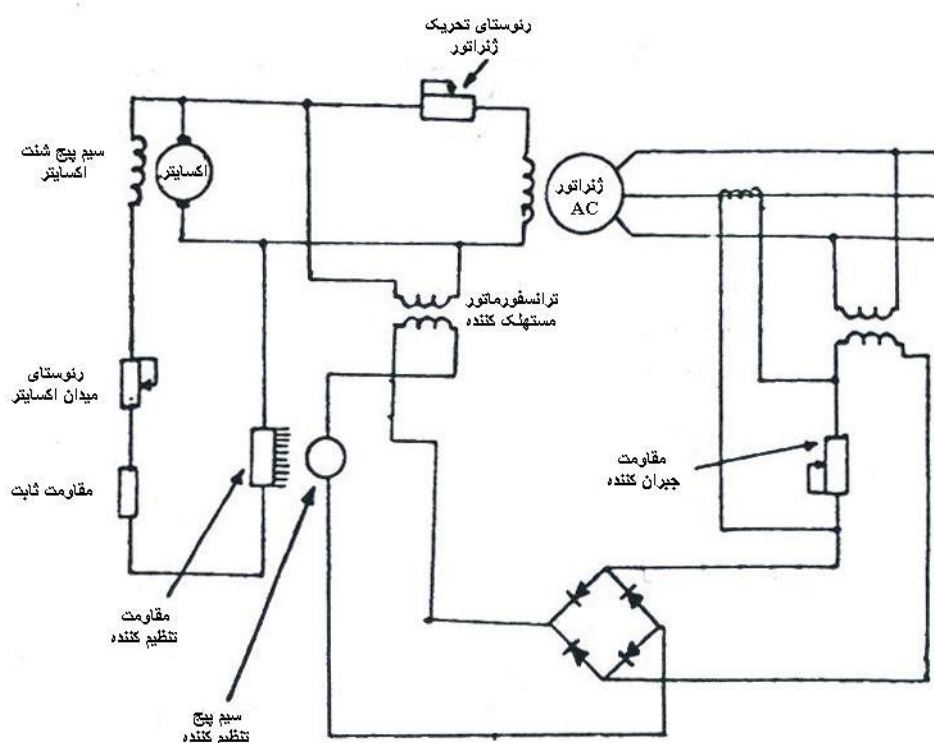 رئوستای تحریک
ژنراتور
سیم پیچ شنت
اکسایتر
اکسایتر
ژنراتور
AC
ترانسفورماتور
مستهلک کننده
رئوستای
میدان اکسایتر
مقاومت
جبران کننده
مقاومت ثابت
مقاومت
تنظیم کننده
سیم پیچ
تنظیم کننده